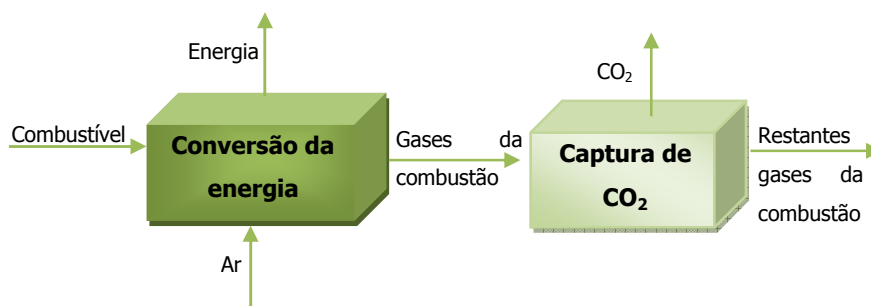 Energia
CO₂
Combustível
Conversão da
energia
Gases da
combustão
Captura de
CO₂
Restantes
gases da
combustão
Ar